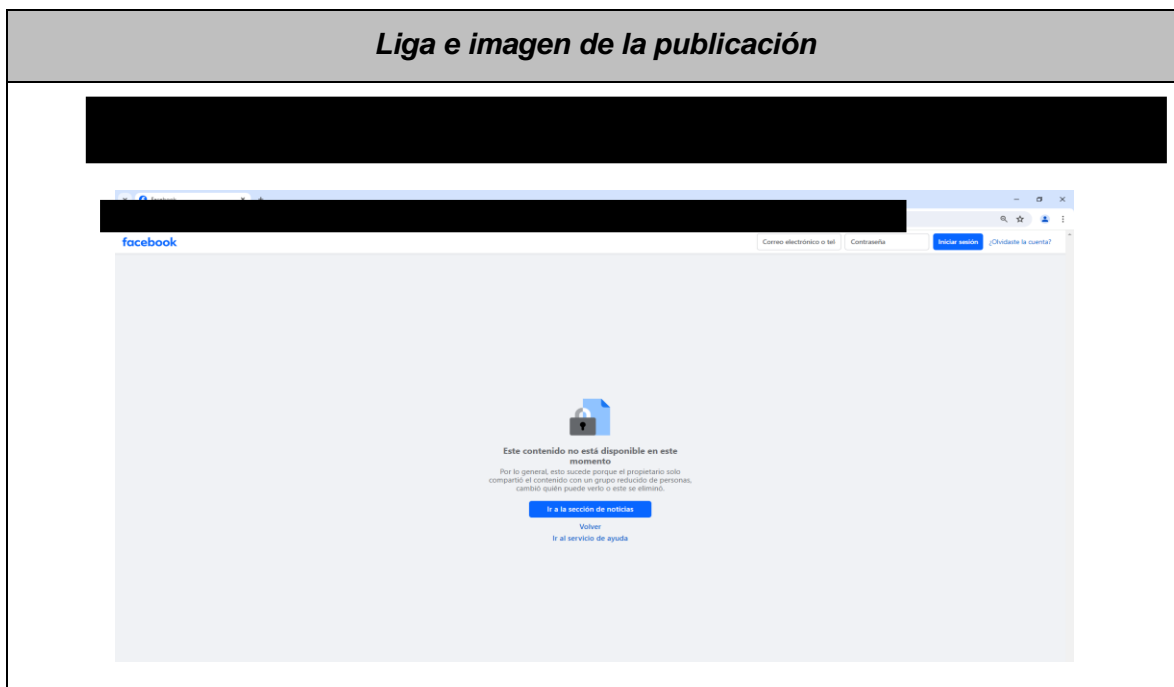 Liga e imagen de la publicación
facebook
Correo electrónico o tel
Contraseña
Iniciar sesión
¿Olvidaste la cuenta?
Este contenido no está disponible en este
momento
Por lo general, esto sucede porque el propietario solo
compartió el contenido con un grupo reducido de personas,
cambió quién puede verlo o este se eliminó.
Ir a la sección de noticias
Volver
Ir al servicio de ayuda